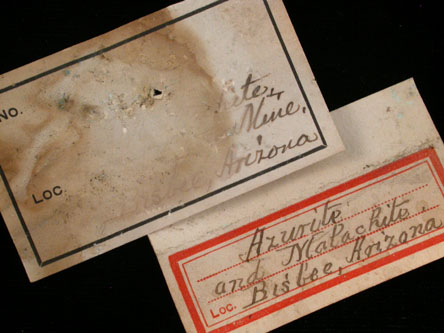 No.
ite,
Mine,
Loc
Arizona
Azurite
and Malachite,
Loc. Bisbee, Arizona